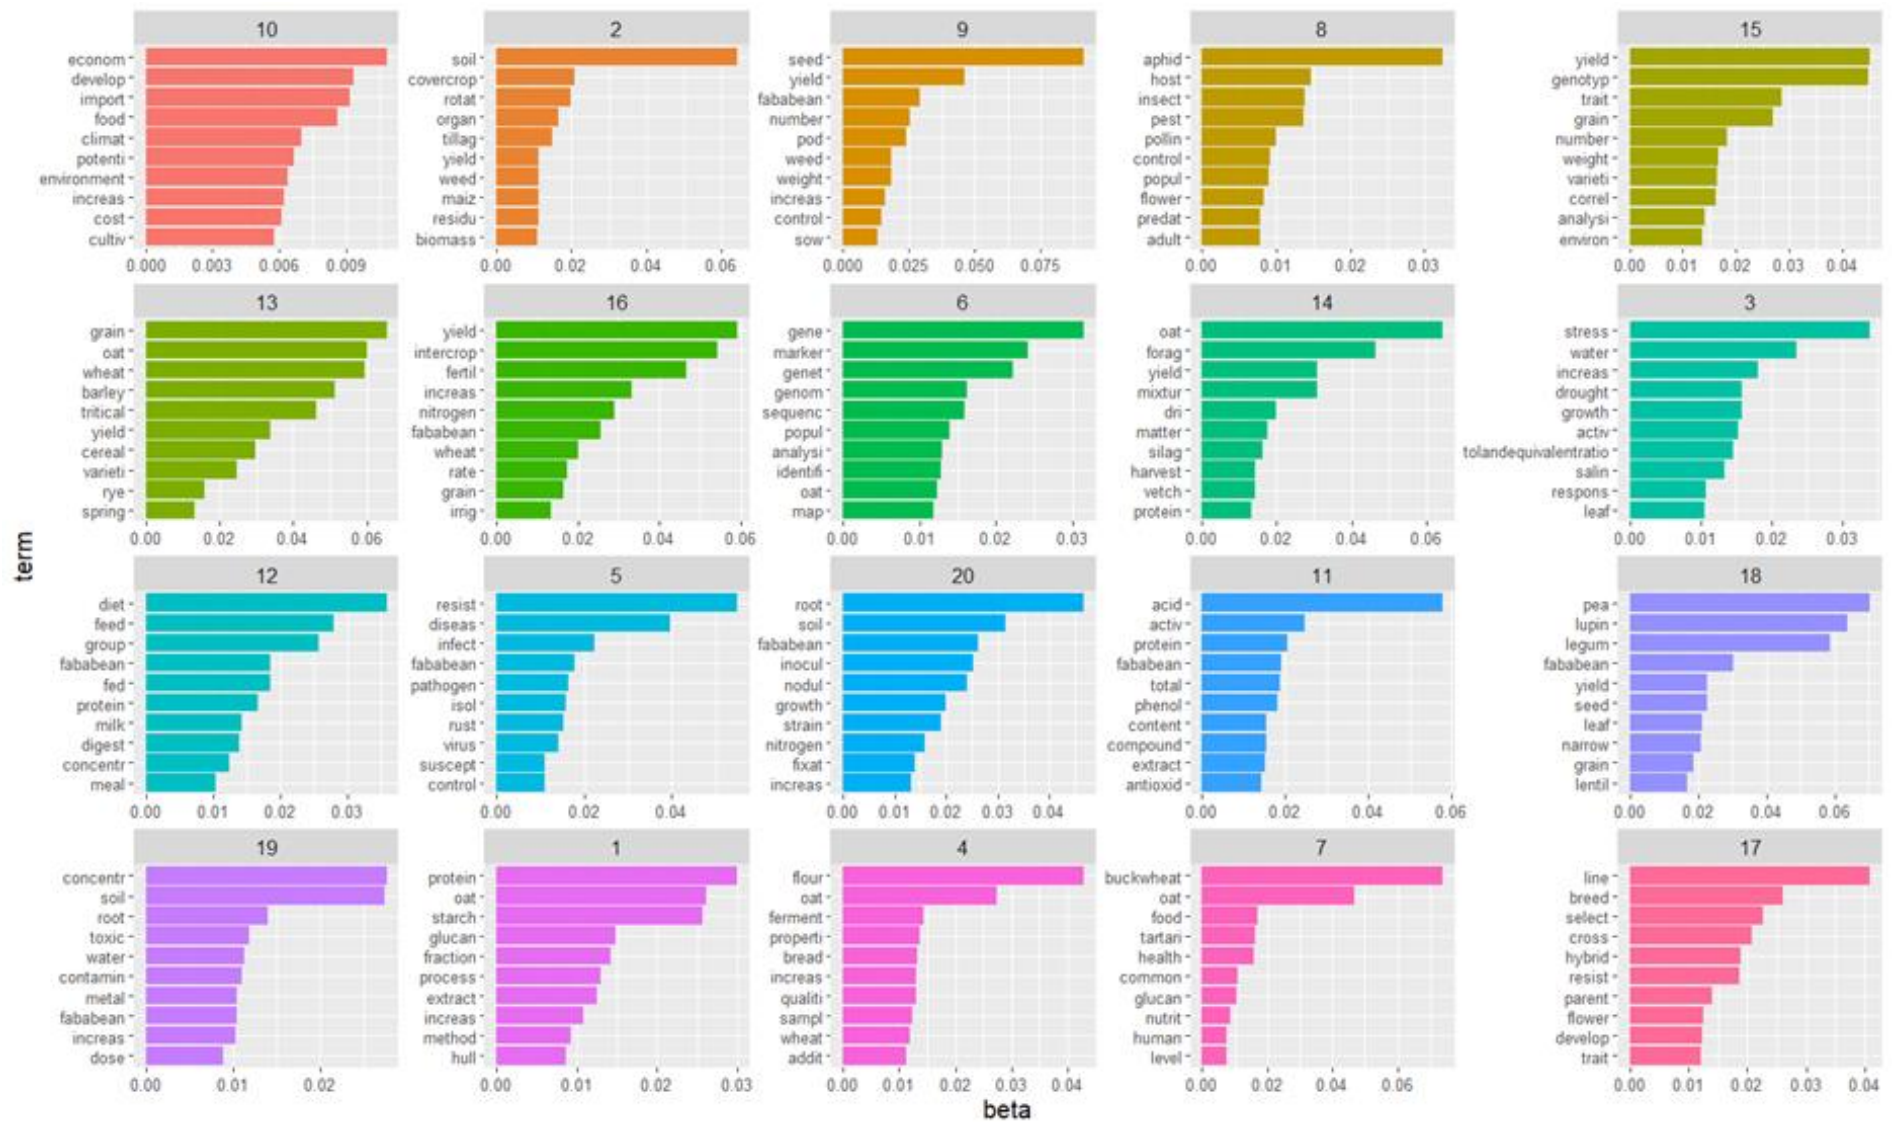 10 2 9 8 15
econom soil seed aphid yield
develop covercrop yield host genotyp
import rotat fababean insect trait
food organ number pest grain
climat tillag pod pollin number
potenti yield weed control weight
environment weed weight popul varieti
increas maiz increas flower correl
cost residu control predat analysi
cultiv biomass sow adult environ
0.000 0.003 0.006 0.009 0.00 0.02 0.04 0.06 0.000 0.025 0.050 0.075 0.00 0.01 0.02 0.03 0.00 0.01 0.02 0.03 0.04
13 16 6 14 3
grain yield gene oat stress
oat intercrop marker forag water
wheat fertil genet yield increas
barley increas genom mixtur drought
tritical nitrogen sequenc dri growth
yield fababean popul matter activ
cereal wheat analysi silag tolandequivalentratio
varieti rate identifi harvest salin
rye grain oat vetch respons
spring irrig map protein leaf
0.00 0.02 0.04 0.06 0.00 0.02 0.04 0.06 0.00 0.01 0.02 0.03 0.00 0.02 0.04 0.06 0.00 0.01 0.02 0.03
term
12 5 20 11 18
diet resist root acid pea
feed diseas soil activ lupin
group infect fababean protein legum
fababean fababean inocul fababean fababean
fed pathogen nodul total yield
protein isol growth phenol seed
milk rust strain content leaf
digest virus nitrogen compound narrow
concentr suscept fixat extract grain
meal control increas antioxid lentil
0.00 0.01 0.02 0.03 0.00 0.02 0.04 0.00 0.01 0.02 0.03 0.04 0.00 0.02 0.04 0.06 0.00 0.02 0.04 0.06
19 1 4 7 17
concentr protein flour buckwheat line
soil oat oat oat breed
root starch ferment food select
toxic glucan properti tartari cross
water fraction bread health hybrid
contamin process increas common resist
metal extract qualiti glucan parent
fababean increas sampl nutrit flower
increas method wheat human develop
dose hull addit level trait
0.00 0.01 0.02 0.00 0.01 0.02 0.03 0.00 0.01 0.02 0.03 0.04 0.00 0.02 0.04 0.06 0.00 0.01 0.02 0.03 0.04
beta